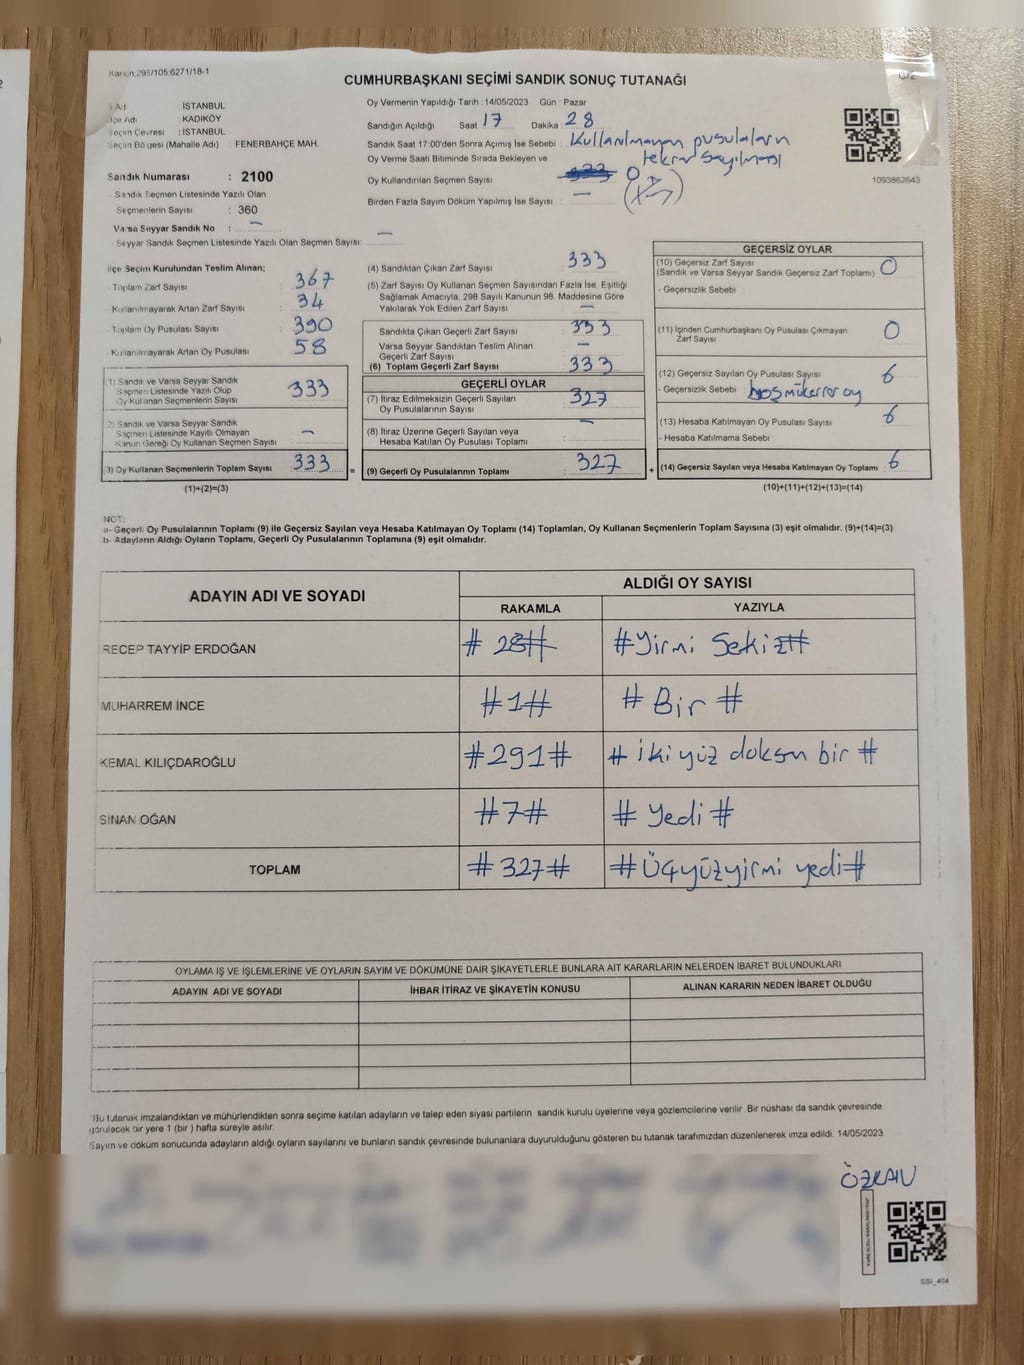 Kanun:298/105;6271/18-1
CUMHURBAŞKANI SEÇİMİ SANDIK SONUÇ TUTANAĞI
İl Adı : İSTANBUL
İlçe Adı : KADIKÖY
Seçim Çevresi : İSTANBUL
Seçim Bölgesi (Mahalle Adı) : FENERBAHÇE MAH.
Sandık Numarası : 2100
- Sandık Seçmen Listesinde Yazılı Olan
Seçmenlerin Sayısı : 360
Varsa Seyyar Sandık No : -
- Seyyar Sandık Seçmen Listesinde Yazılı Olan Seçmen Sayısı: -
Oy Vermenin Yapıldığı Tarih : 14/05/2023 Gün : Pazar
Sandığın Açıldığı Saat 17 Dakika 28
Sandık Saat 17:00'den Sonra Açımış İse Sebebi : Kullanılmayan pusulaların
tekrar sayılması
Oy Verme Saati Bitiminde Sırada Bekleyen ve
Oy Kullandırılan Seçmen Sayısı 0
Birden Fazla Sayım Döküm Yapılmış İse Sayısı : -
1093862643
İlçe Seçim Kurulundan Teslim Alınan;
- Toplam Zarf Sayısı 367
- Kullanılmayarak Artan Zarf Sayısı 34
- Toplam Oy Pusulası Sayısı 390
- Kullanılmayarak Artan Oy Pusulası 58
(1) Sandık ve Varsa Seyyar Sandık
Seçmen Listesinde Yazılı Olup
Oy Kullanan Seçmenlerin Sayısı 333
(2) Sandık ve Varsa Seyyar Sandık
Seçmen Listesinde Kayıtlı Olmayan
Kanun Gereği Oy Kullanan Seçmen Sayısı -
(3) Oy Kullanan Seçmenlerin Toplam Sayısı 333 =
(1)+(2)=(3)
(4) Sandıktan Çıkan Zarf Sayısı 333
(5) Zarf Sayısı Oy Kullanan Seçmen Sayısından Fazla İse, Eşitliği
Sağlamak Amacıyla, 298 Sayılı Kanunun 98. Maddesine Göre
Yakılarak Yok Edilen Zarf Sayısı -
Sandıkta Çıkan Geçerli Zarf Sayısı 333
Varsa Seyyar Sandıktan Teslim Alınan
Geçerli Zarf Sayısı -
(6) Toplam Geçerli Zarf Sayısı 333
GEÇERLİ OYLAR
(7) İtiraz Edilmeksizin Geçerli Sayılan
Oy Pusulalarının Sayısı 327
(8) İtiraz Üzerine Geçerli Sayılan veya
Hesaba Katılan Oy Pusulası Toplamı -
(9) Geçerli Oy Pusulalarının Toplamı 327 +
GEÇERSİZ OYLAR
(10) Geçersiz Zarf Sayısı
(Sandık ve Varsa Seyyar Sandık Geçersiz Zarf Toplamı) 0
- Geçersizlik Sebebi :
(11) İçinden Cumhurbaşkanı Oy Pusulası Çıkmayan
Zarf Sayısı 0
(12) Geçersiz Sayılan Oy Pusulası Sayısı 6
- Geçersizlik Sebebi : boş mükerrer oy
(13) Hesaba Katılmayan Oy Pusulası Sayısı 6
- Hesaba Katılmama Sebebi :
(14) Geçersiz Sayılan veya Hesaba Katılmayan Oy Toplamı 6
(10)+(11)+(12)+(13)=(14)
NOT:
a- Geçerli Oy Pusulalarının Toplamı (9) ile Geçersiz Sayılan veya Hesaba Katılmayan Oy Toplamı (14) Toplamları, Oy Kullanan Seçmenlerin Toplam Sayısına (3) eşit olmalıdır. (9)+(14)=(3)
b- Adayların Aldığı Oyların Toplamı, Geçerli Oy Pusulalarının Toplamına (9) eşit olmalıdır.
ADAYIN ADI VE SOYADI ALDIĞI OY SAYISI
RAKAMLA YAZIYLA
RECEP TAYYİP ERDOĞAN # 28# #Yirmi Sekiz#
MUHARREM İNCE #1# # Bir #
KEMAL KILIÇDAROĞLU #291# # iki yüz doksn bir #
SİNAN OĞAN #7# # Yedi #
TOPLAM # 327# #Üçyüzyirmi yedi#
OYLAMA İŞ VE İŞLEMLERİNE VE OYLARIN SAYIM VE DÖKÜMÜNE DAİR ŞİKAYETLERLE BUNLARA AİT KARARLARIN NELERDEN İBARET BULUNDUKLARI
ADAYIN ADI VE SOYADI İHBAR İTİRAZ VE ŞİKAYETİN KONUSU ALINAN KARARIN NEDEN İBARET OLDUĞU
*Bu tutanak imzalandıktan ve mühürlendikten sonra seçime katılan adayların ve talep eden siyasi partilerin sandık kurulu üyelerine veya gözlemcilerine verilir. Bir nüshası da sandık çevresinde
görülecek bir yere 1 (bir ) hafta süreyle asılır.
Sayım ve döküm sonucunda adayların aldığı oyların sayılarını ve bunların sandık çevresinde bulunanlara duyurulduğunu gösteren bu tutanak tarafımızdan düzenlenerek imza edildi. 14/05/2023
ÖZKAN
SSI_404